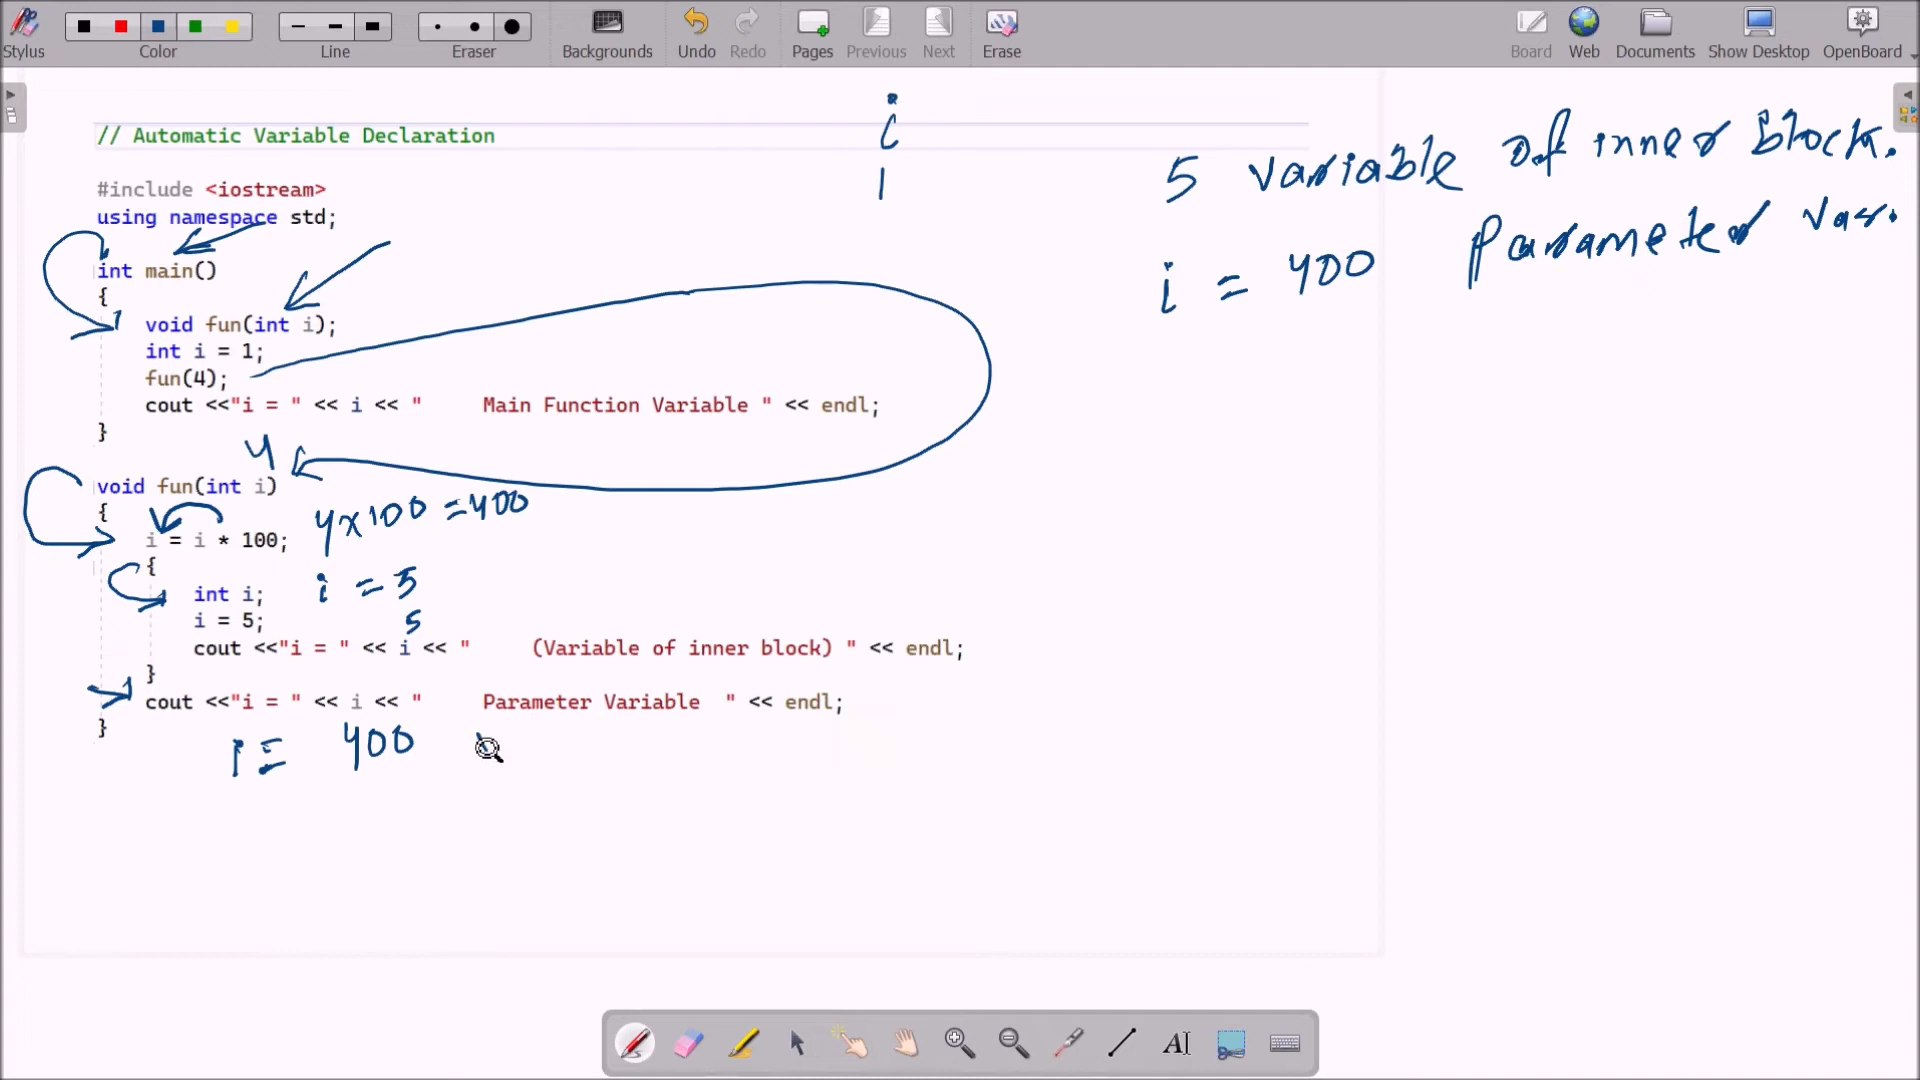 Stylus Color Line Eraser Backgrounds Undo Redo Pages Previous Next Erase Board Web Documents Show Desktop OpenBoard
// Automatic Variable Declaration
i
1
5 variable of inner block.
i = 400 Parameter var.
#include <iostream>
using namespace std;
int main()
{
void fun(int i);
int i = 1;
fun(4);
cout <<"i = " << i << "     Main Function Variable " << endl;
}
4
void fun(int i)
{
4x100 =400
i = i * 100;
{
int i;
i = 5
i = 5;
5
cout <<"i = " << i << "     (Variable of inner block) " << endl;
}
cout <<"i = " << i << "     Parameter Variable  " << endl;
}
i = 400
AI